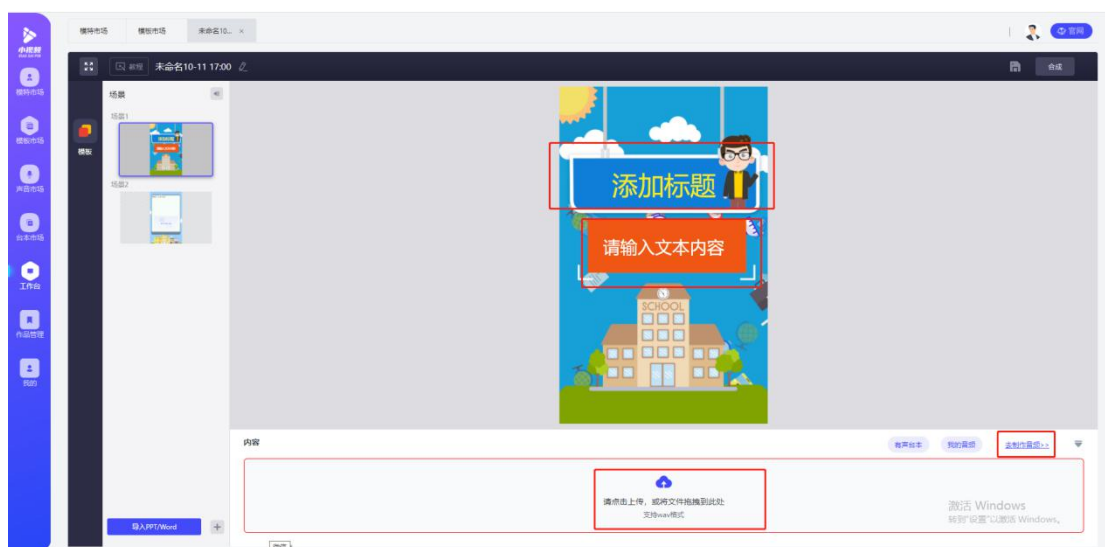 模特市场 模板市场 未命名10... ×
官网
教程 未命名10-11 17:00
合成
模特市场
模板市场
声音市场
台本市场
工作台
作品管理
我的
模板
场景
场景1
场景2
导入PPT/Word +
添加标题
请输入文本内容
SCHOOL
内容
有声台本 我的音频 去制作音频>>
请点击上传，或将文件拖拽到此处
支持wav格式
激活 Windows
转到"设置"以激活 Windows。